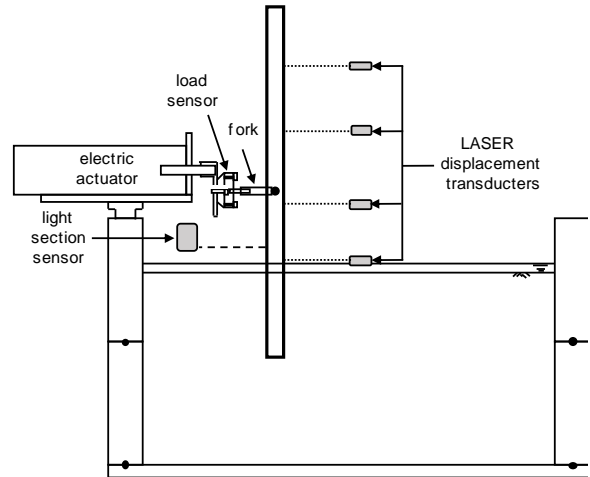 load
sensor
fork
electric
actuator
LASER
displacement
transducters
light
section
sensor